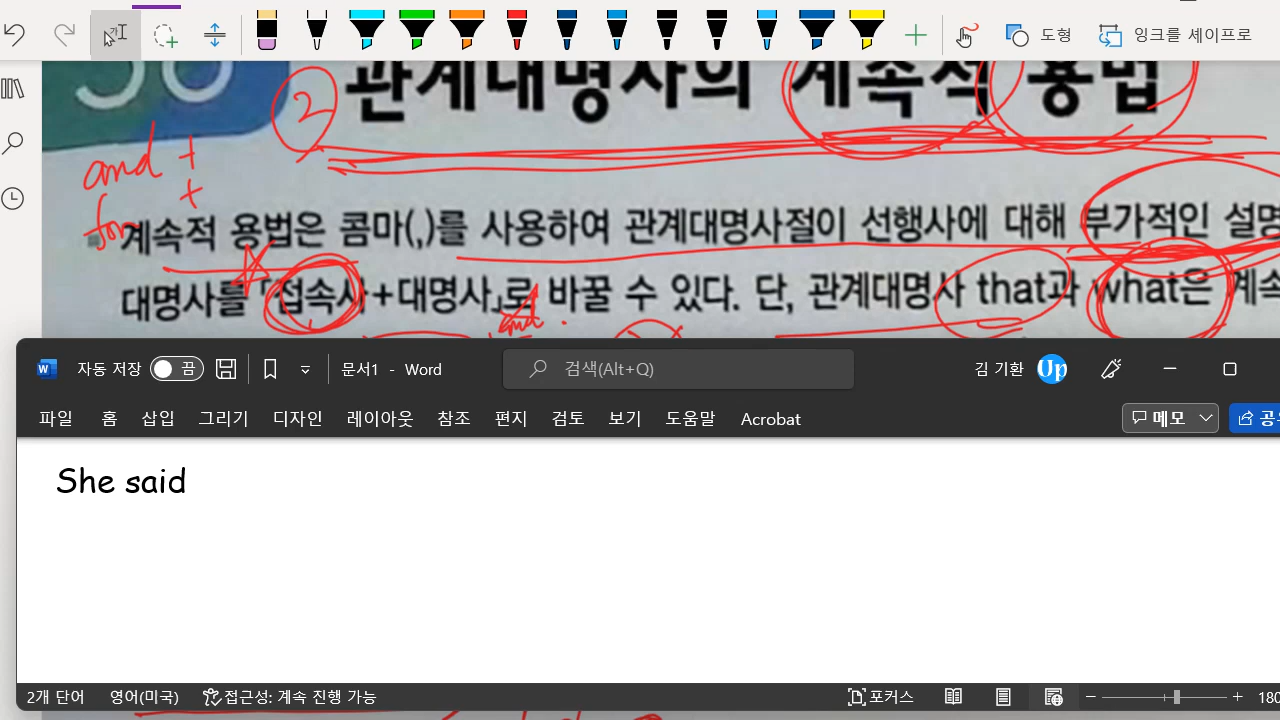 도형 잉크를 셰이프로
관계대명사의 계속적 용법
2
and +
for +
계속적 용법은 콤마(,)를 사용하여 관계대명사절이 선행사에 대해 부가적인 설명
대명사를 「접속사+대명사」로 바꿀 수 있다. 단, 관계대명사 that과 what은 계속
and
자동 저장 끔 문서1 - Word 검색(Alt+Q) 김 기환 Up
파일 홈 삽입 그리기 디자인 레이아웃 참조 편지 검토 보기 도움말 Acrobat 메모 공유
She said
2개 단어 영어(미국) 접근성: 계속 진행 가능 포커스 180